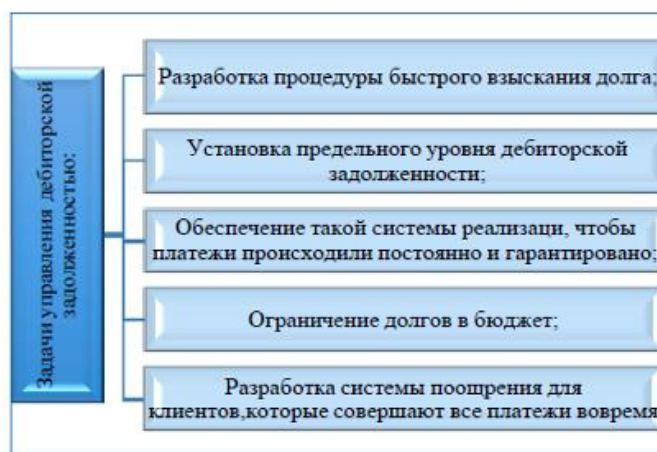 Задачи управления дебиторской
задолженностью:
Разработка процедуры быстрого взыскания долга;
Установка предельного уровня дебиторской
задолженности;
Обеспечение такой системы реализаци, чтобы
платежи происходили постоянно и гарантировано;
Ограничение долгов в бюджет;
Разработка системы поощрения для
клиентов,которые совершают все платежи вовремя